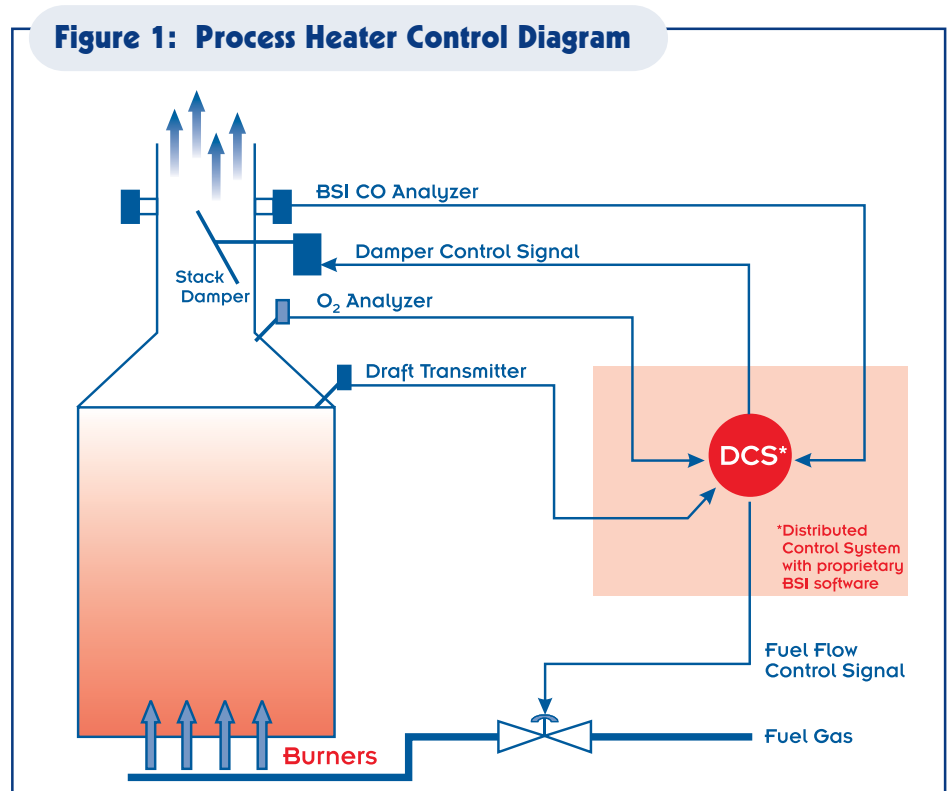 Figure 1: Process Heater Control Diagram
BSI CO Analyzer
Damper Control Signal
Stack
Damper
O₂ Analyzer
Draft Transmitter
DCS*
*Distributed
Control System
with proprietary
BSI software
Fuel Flow
Control Signal
Fuel Gas
Burners